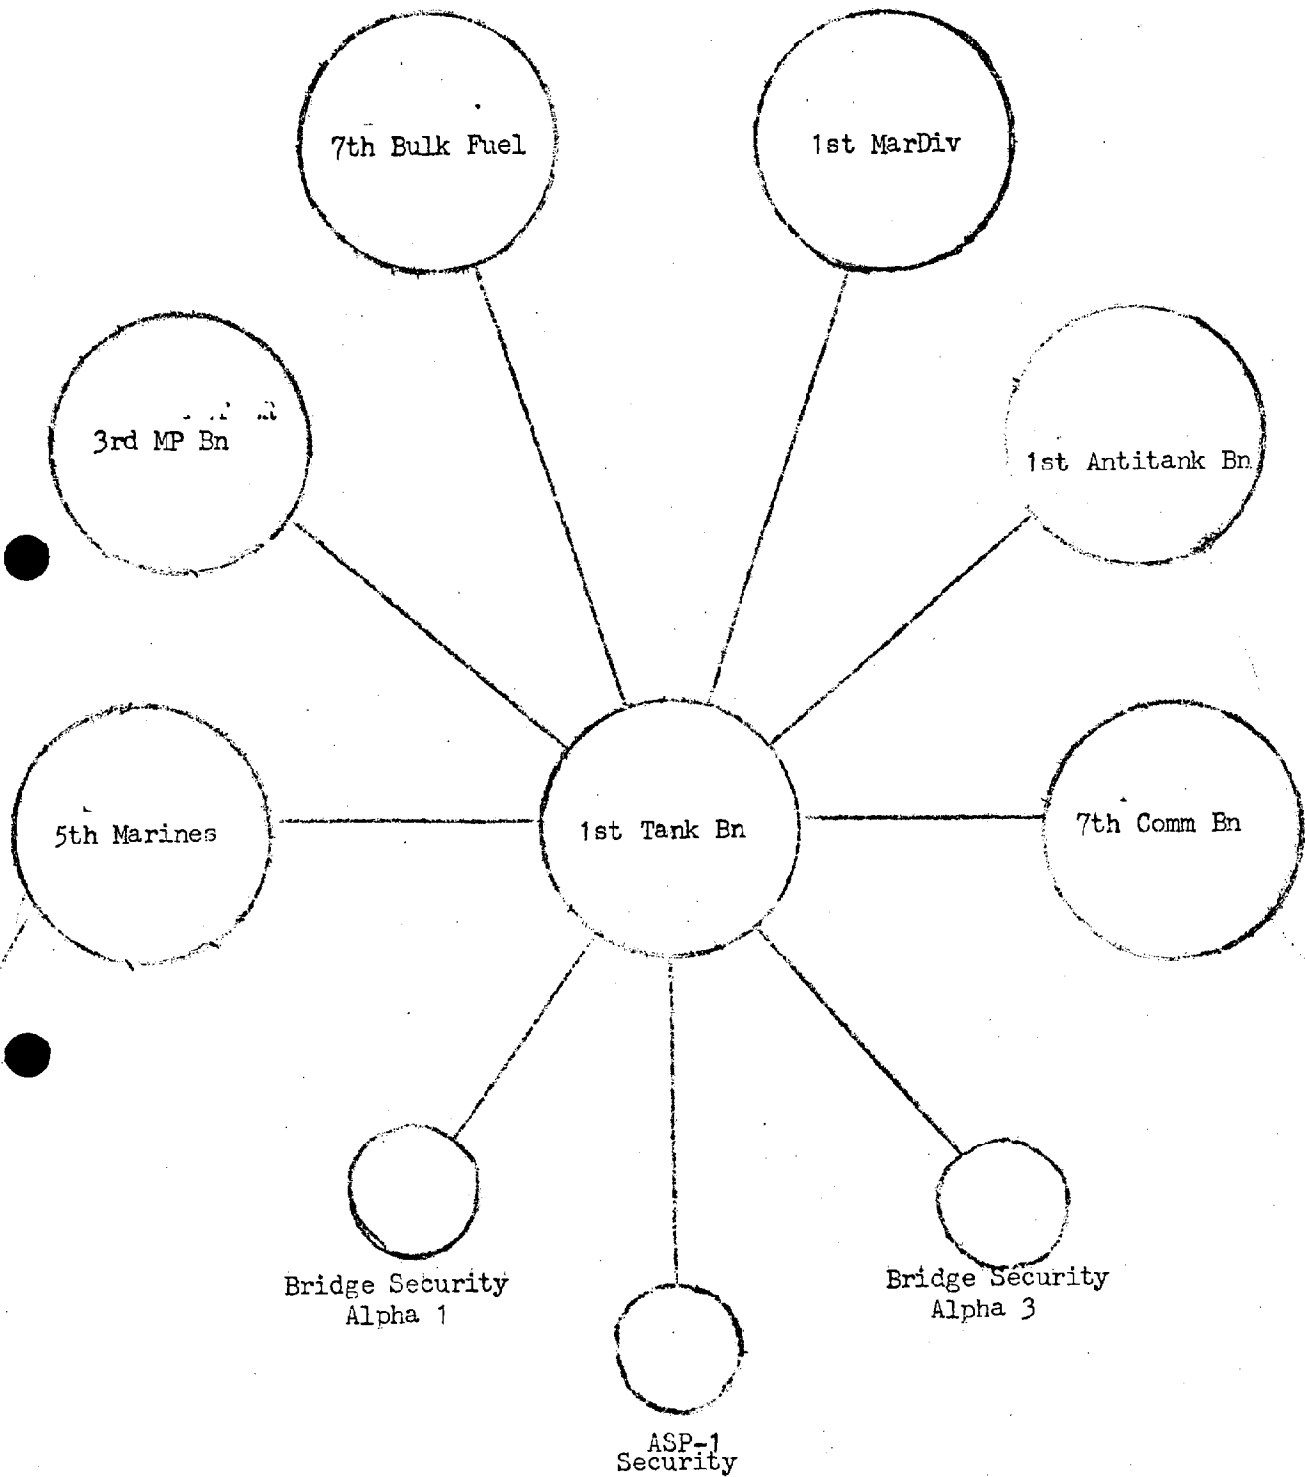 7th Bulk Fuel
1st MarDiv
3rd MP Bn
1st Antitank Bn
5th Marines
1st Tank Bn
7th Comm Bn
Bridge Security
Alpha 1
Bridge Security
Alpha 3
ASP-1
Security